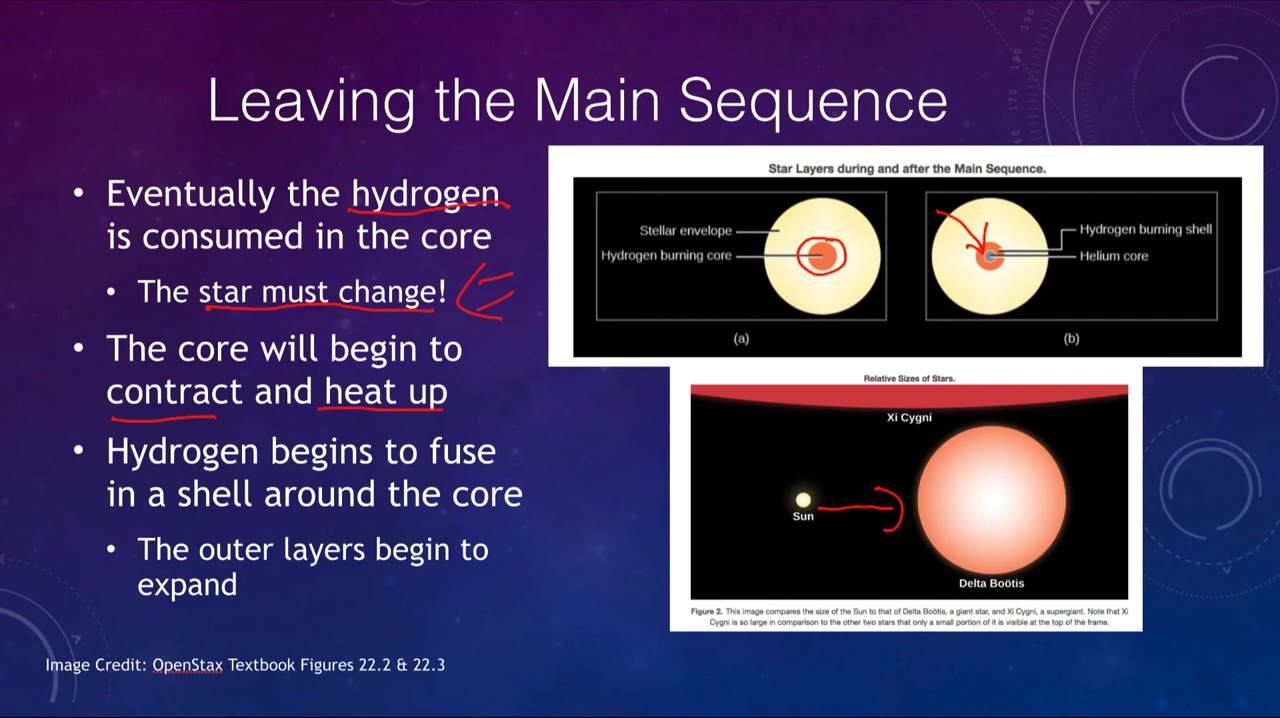 Leaving the Main Sequence
• Eventually the hydrogen
is consumed in the core
• The star must change!
• The core will begin to
contract and heat up
• Hydrogen begins to fuse
in a shell around the core
• The outer layers begin to
expand
Image Credit: OpenStax Textbook Figures 22.2 & 22.3
Star Layers during and after the Main Sequence.
Stellar envelope
Hydrogen burning core
(a)
Hydrogen burning shell
Helium core
(b)
Relative Sizes of Stars.
Xi Cygni
Sun
Delta Boötis
Figure 2. This image compares the size of the Sun to that of Delta Boötis, a giant star, and Xi Cygni, a supergiant. Note that Xi
Cygni is so large in comparison to the other two stars that only a small portion of it is visible at the top of the frame.
190
180
170
160